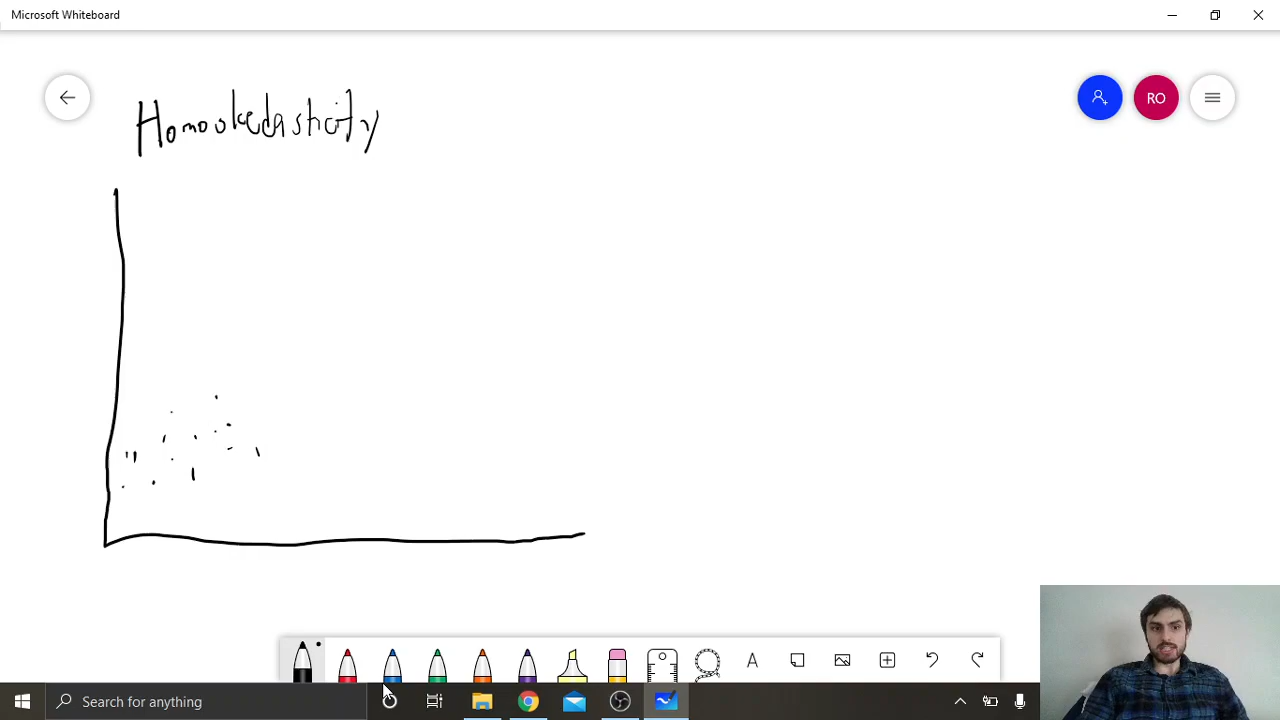 Microsoft Whiteboard
Homoskedasticity
RO
A
Search for anything